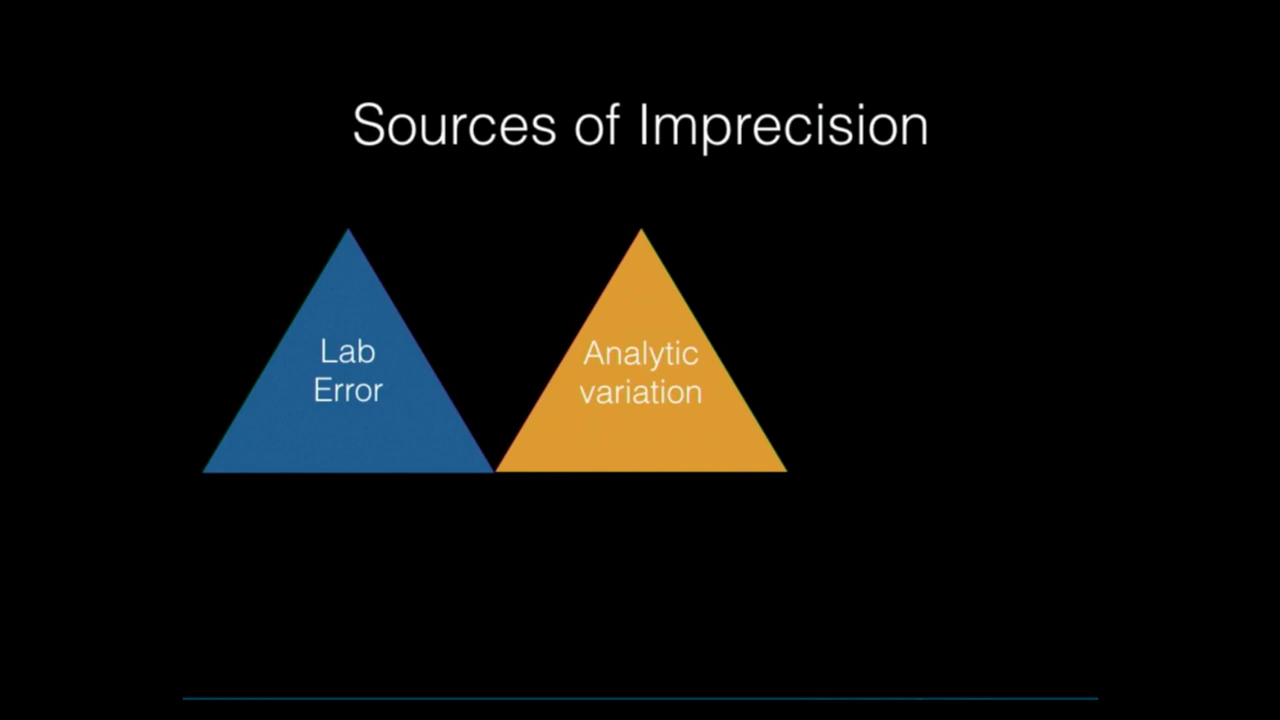 Sources of Imprecision
Lab
Error
Analytic
variation